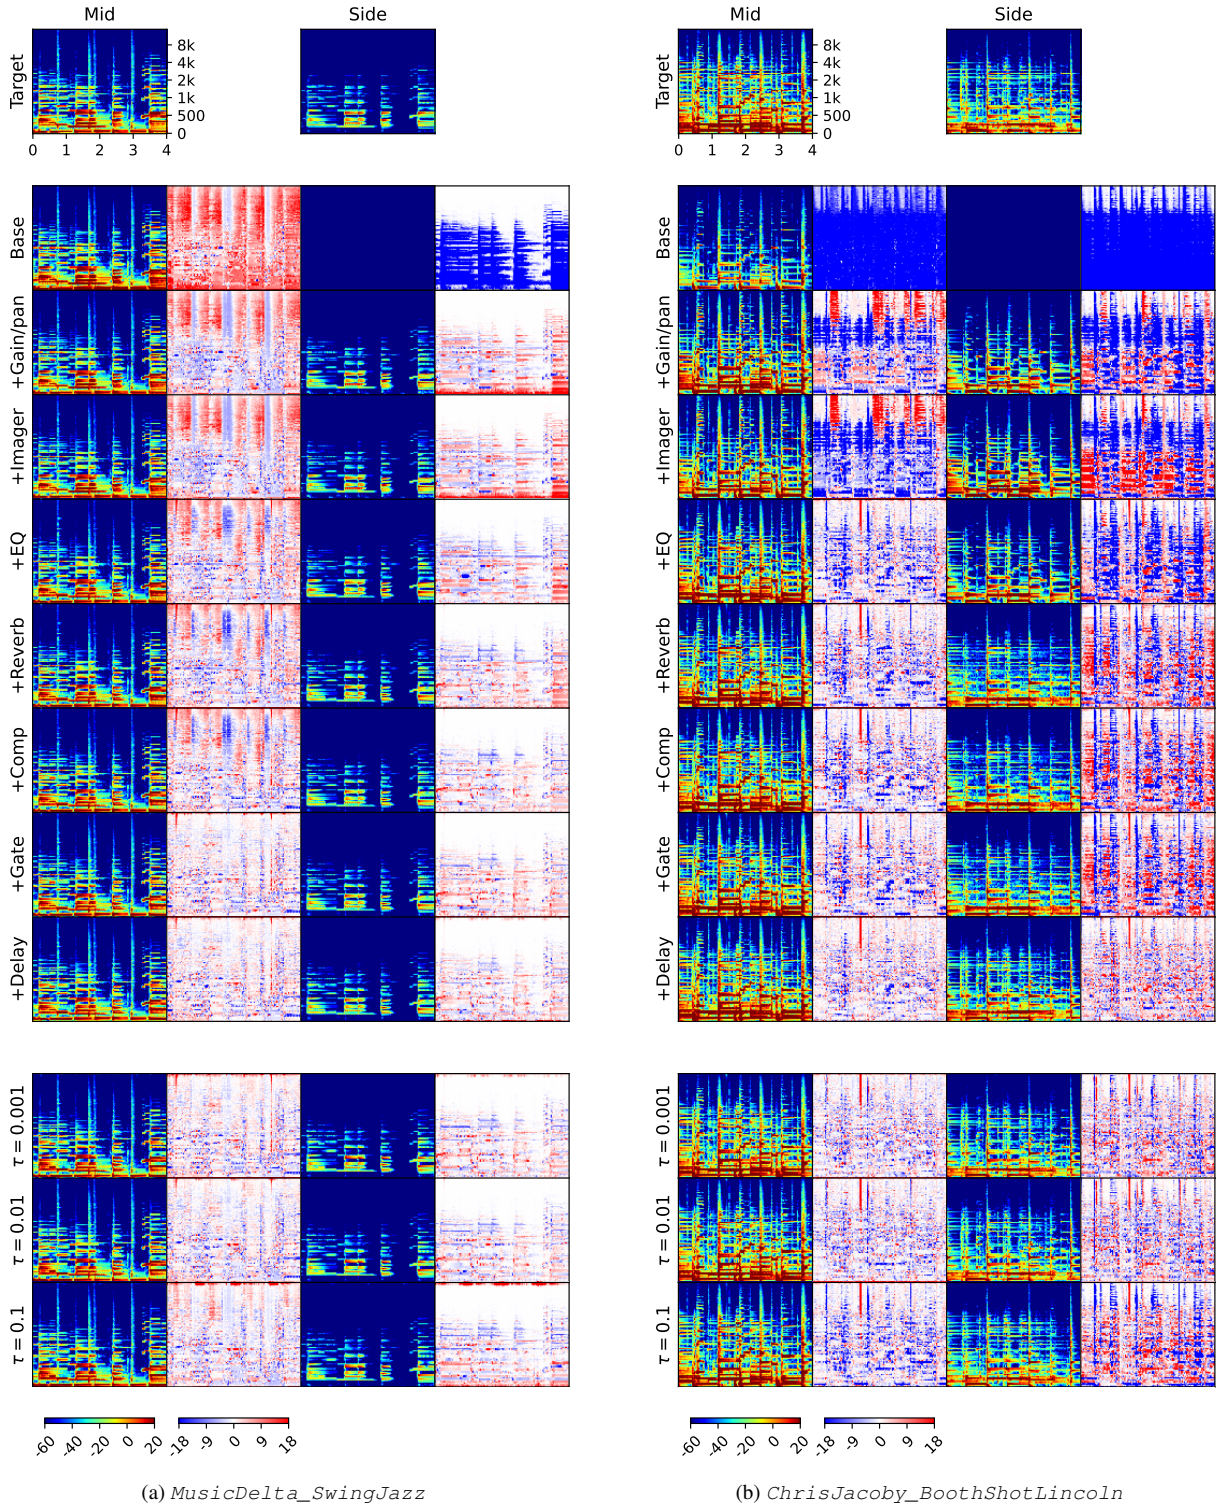 Mid Side Mid Side
Target 8k 4k 2k 1k 500 0 Target 8k 4k 2k 1k 500 0
0 1 2 3 4 0 1 2 3 4
Base Base
+Gain/pan +Gain/pan
+Imager +Imager
+EQ +EQ
+Reverb +Reverb
+Comp +Comp
+Gate +Gate
+Delay +Delay
τ = 0.001 τ = 0.001
τ = 0.01 τ = 0.01
τ = 0.1 τ = 0.1
-60 -40 -20 0 20 -18 -9 0 9 18 -60 -40 -20 0 20 -18 -9 0 9 18
(a) MusicDelta_SwingJazz (b) ChrisJacoby_BoothShotLincoln